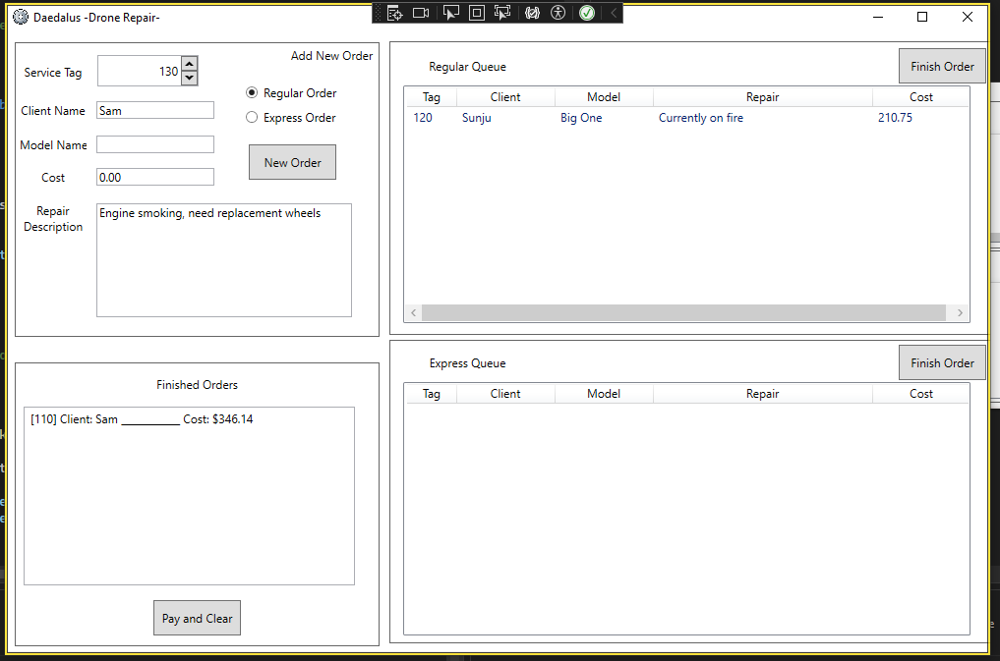 Daedalus -Drone Repair-
Add New Order
Service Tag 130
Regular Order
Client Name Sam
Express Order
Model Name
New Order
Cost 0.00
Repair
Description
Engine smoking, need replacement wheels
Regular Queue
Finish Order
Tag Client Model Repair Cost
120 Sunju Big One Currently on fire 210.75
Finished Orders
[110] Client: Sam __________ Cost: $346.14
Pay and Clear
Express Queue
Finish Order
Tag Client Model Repair Cost